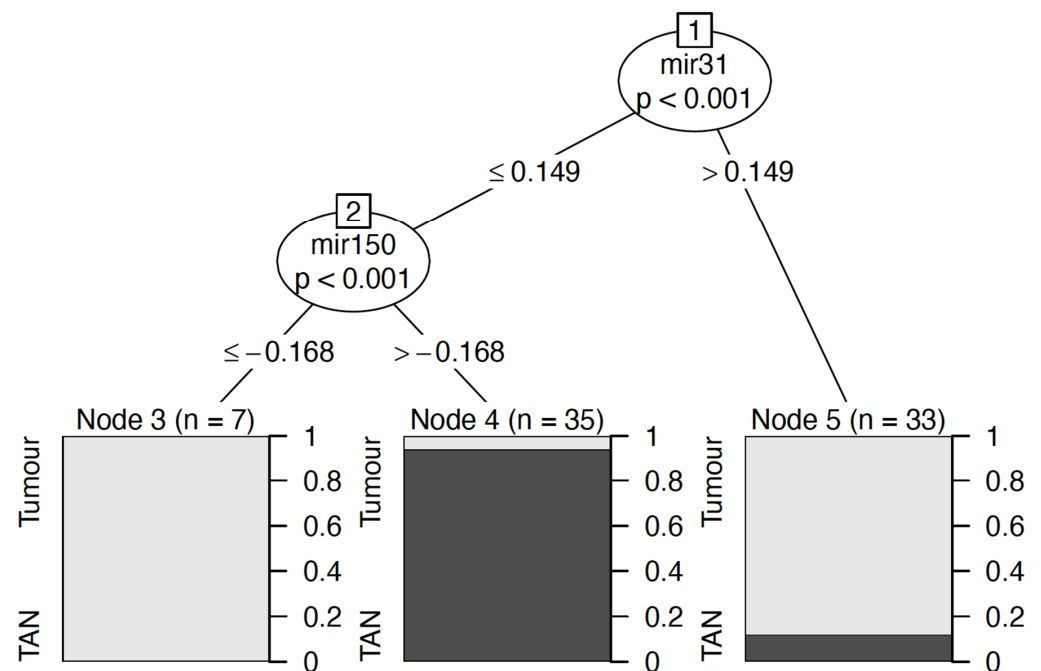 1
mir31
p < 0.001
≤ 0.149
> 0.149
2
mir150
p < 0.001
≤ −0.168
> −0.168
Node 3 (n = 7)
Tumour
TAN
1
0.8
0.6
0.4
0.2
0
Node 4 (n = 35)
Tumour
TAN
1
0.8
0.6
0.4
0.2
0
Node 5 (n = 33)
Tumour
TAN
1
0.8
0.6
0.4
0.2
0